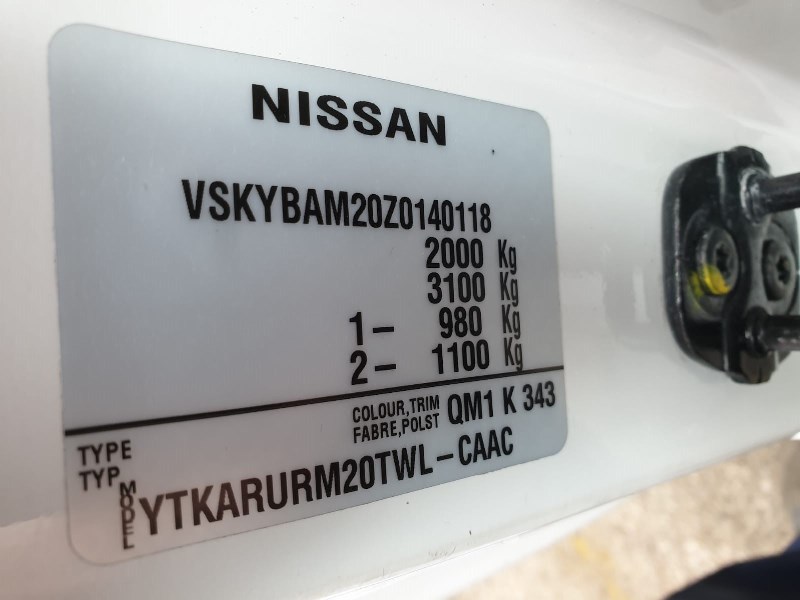 NISSAN
VSKYBAM20Z0140118
2000 Kg
3100 Kg
1- 980 Kg
2- 1100 Kg
COLOUR,TRIM QM1 K 343
FABRE,POLST
TYPE
TYP
MODEL YTKARURM20TWL-CAAC